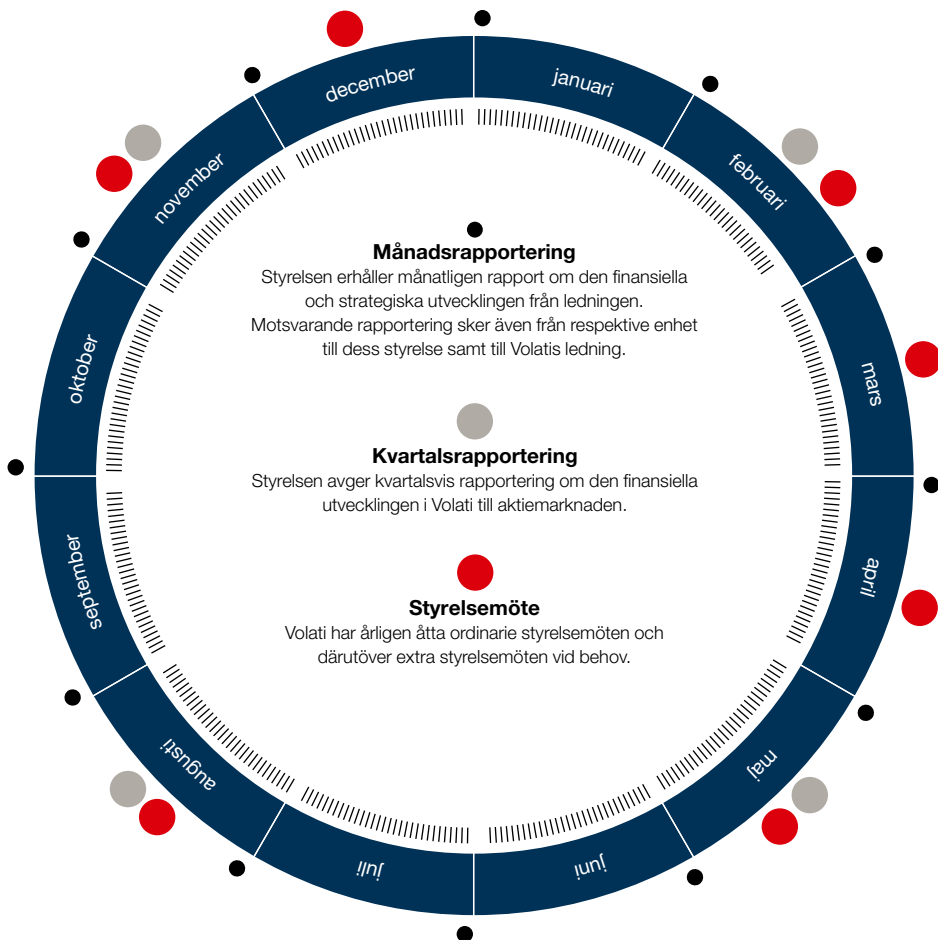 januari
februari
mars
april
maj
juni
juli
augusti
september
oktober
november
december
Månadsrapportering
Styrelsen erhåller månatligen rapport om den finansiella
och strategiska utvecklingen från ledningen.
Motsvarande rapportering sker även från respektive enhet
till dess styrelse samt till Volatis ledning.
Kvartalsrapportering
Styrelsen avger kvartalsvis rapportering om den finansiella
utvecklingen i Volati till aktiemarknaden.
Styrelsemöte
Volati har årligen åtta ordinarie styrelsemöten och
därutöver extra styrelsemöten vid behov.